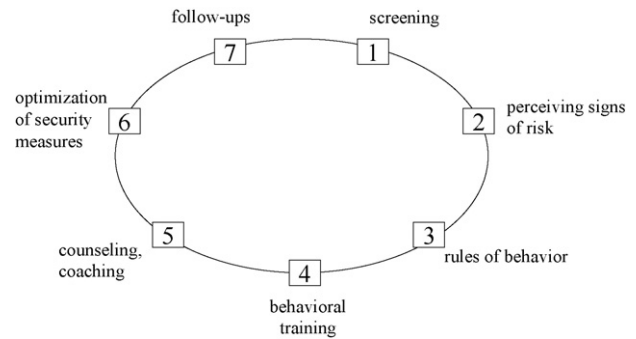 follow-ups
7
screening
1
optimization
of security
measures
6
2
perceiving signs
of risk
5
counseling,
coaching
3
rules of behavior
4
behavioral
training